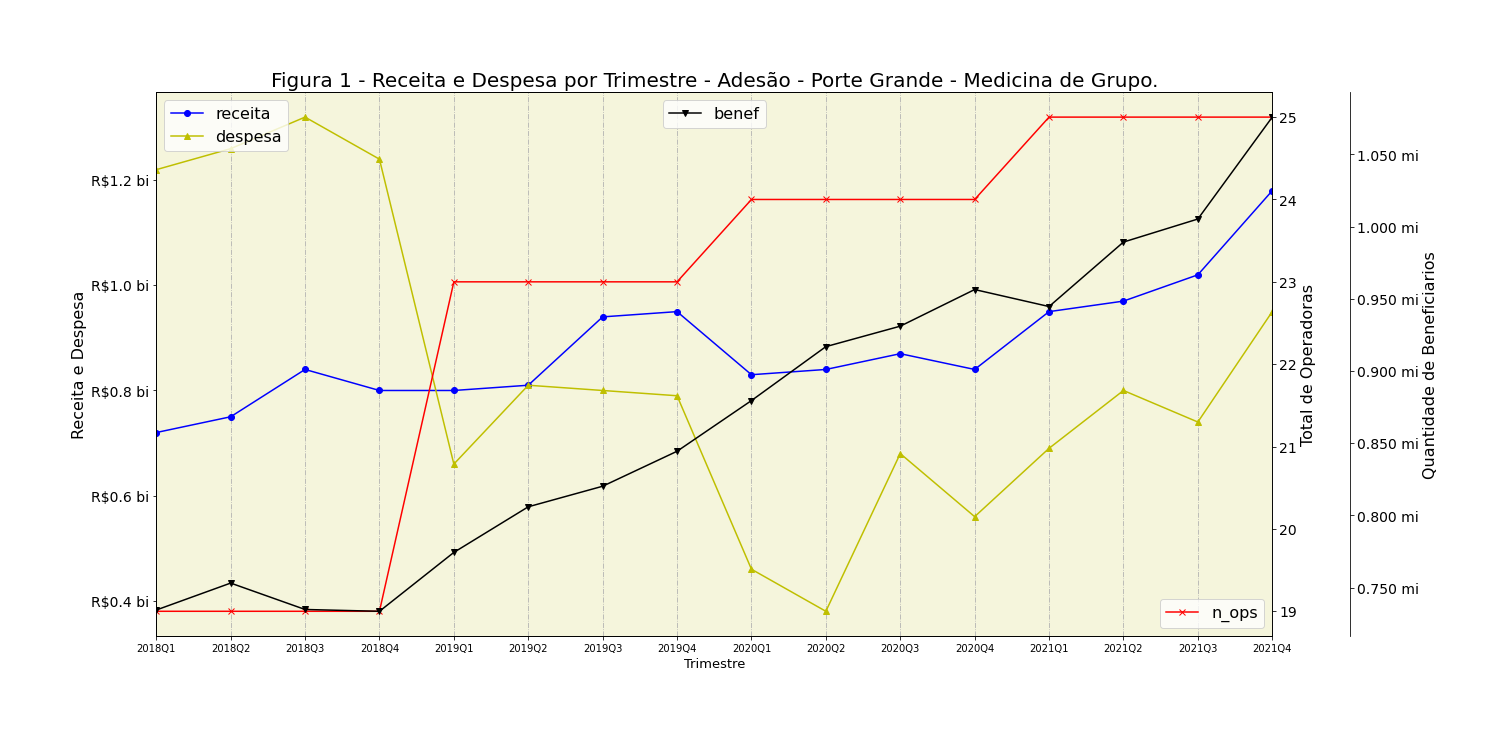 Figura 1 - Receita e Despesa por Trimestre - Adesão - Porte Grande - Medicina de Grupo.
receita
despesa
benef
n_ops
Receita e Despesa
R$1.2 bi
R$1.0 bi
R$0.8 bi
R$0.6 bi
R$0.4 bi
25
24
23
22
21
20
19
Total de Operadoras
1.050 mi
1.000 mi
0.950 mi
0.900 mi
0.850 mi
0.800 mi
0.750 mi
Quantidade de Beneficiarios
2018Q1 2018Q2 2018Q3 2018Q4 2019Q1 2019Q2 2019Q3 2019Q4 2020Q1 2020Q2 2020Q3 2020Q4 2021Q1 2021Q2 2021Q3 2021Q4
Trimestre